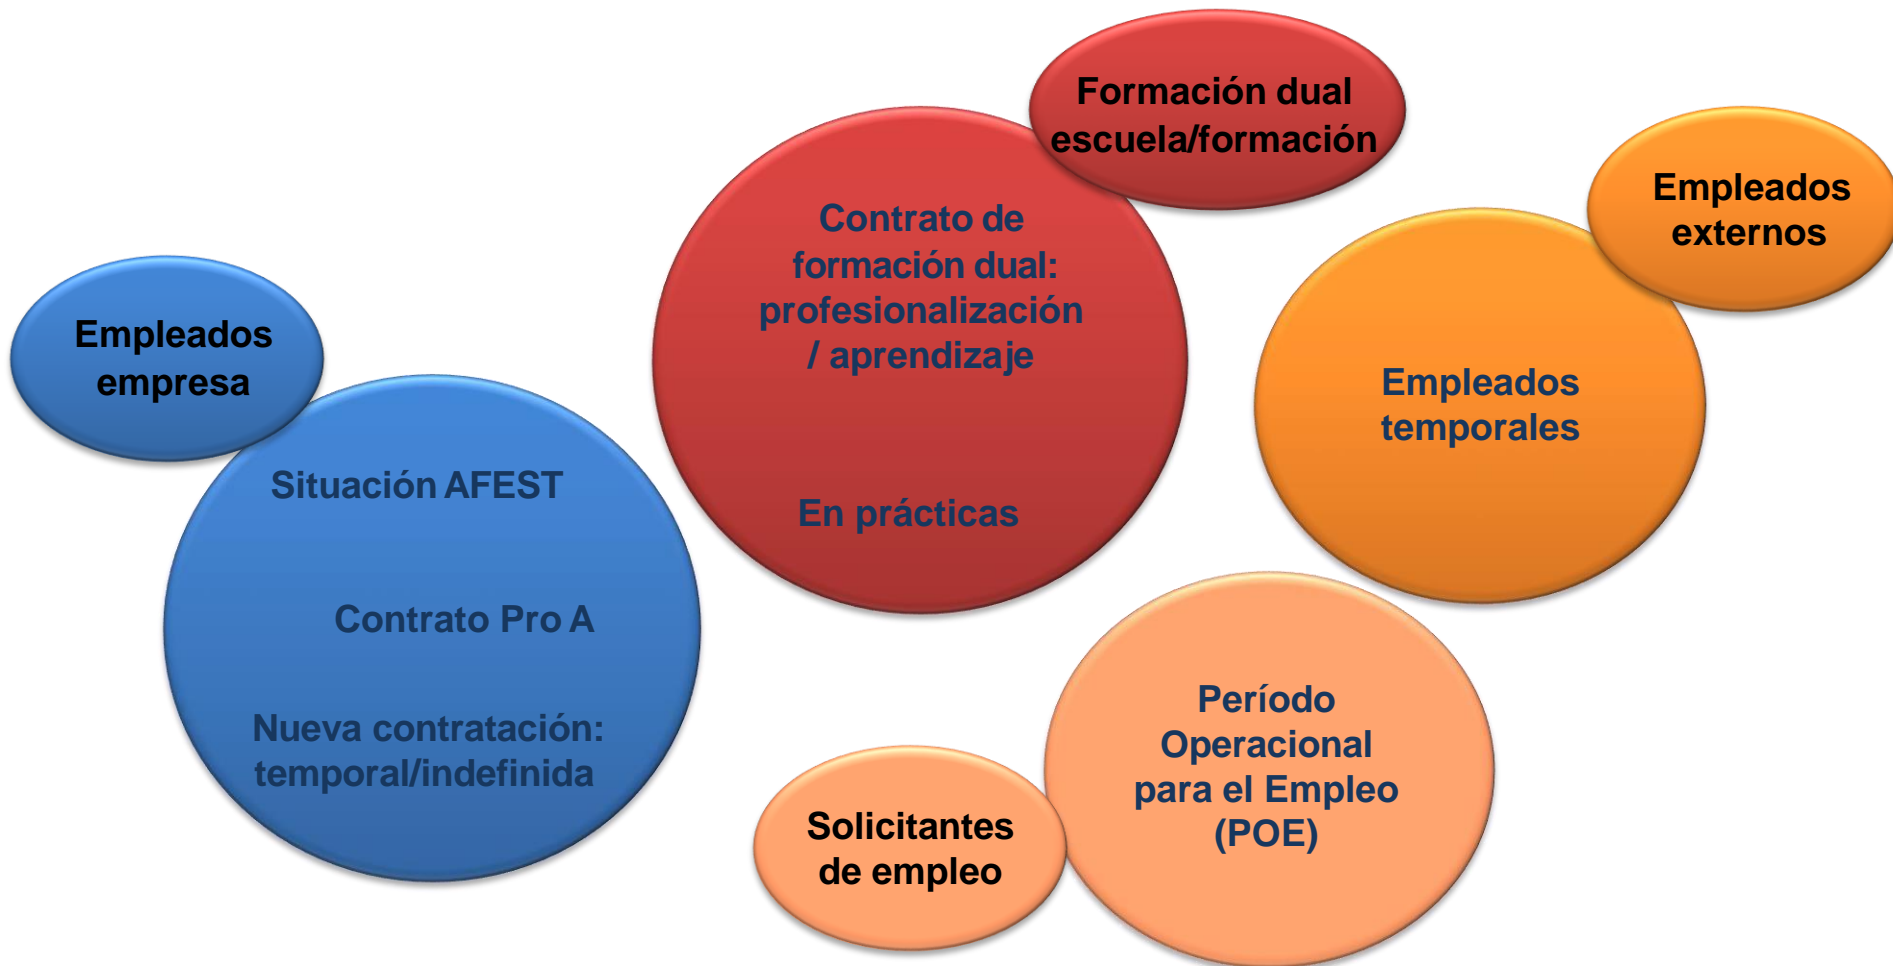 Empleados
empresa
Situación AFEST
Contrato Pro A
Nueva contratación:
temporal/indefinida
Formación dual
escuela/formación
Contrato de
formación dual:
profesionalización
/ aprendizaje
En prácticas
Empleados
externos
Empleados
temporales
Solicitantes
de empleo
Período
Operacional
para el Empleo
(POE)